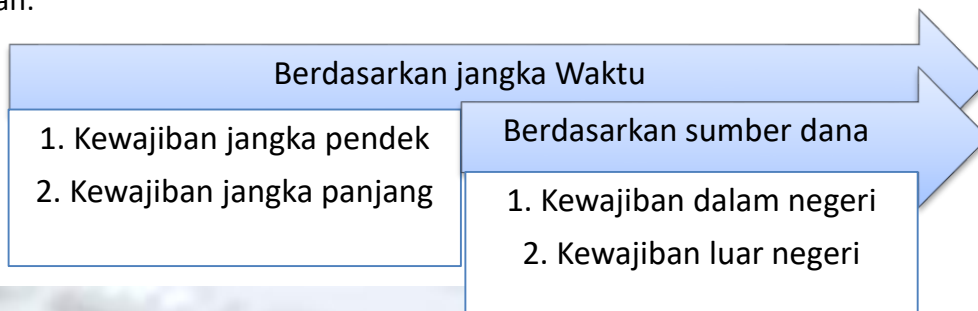 Berdasarkan jangka Waktu
1. Kewajiban jangka pendek
2. Kewajiban jangka panjang
Berdasarkan sumber dana
1. Kewajiban dalam negeri
2. Kewajiban luar negeri